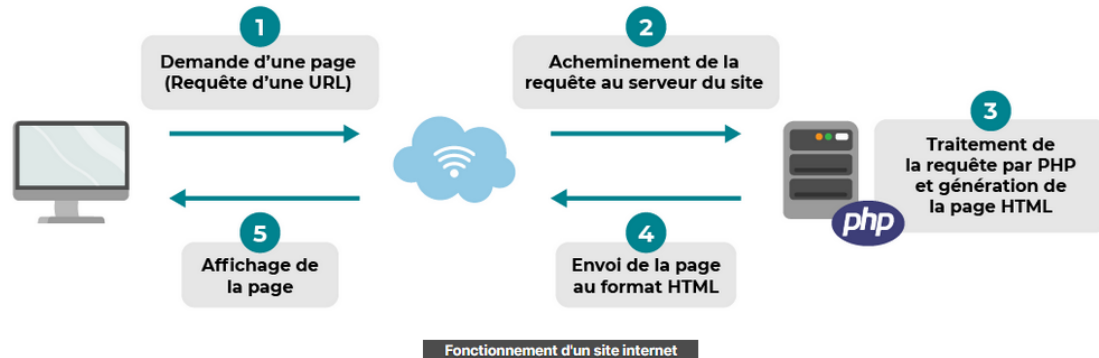 1
Demande d'une page
(Requête d'une URL)
2
Acheminement de la
requête au serveur du site
3
Traitement de
la requête par PHP
et génération de
la page HTML
php
4
Envoi de la page
au format HTML
5
Affichage de
la page
Fonctionnement d'un site internet